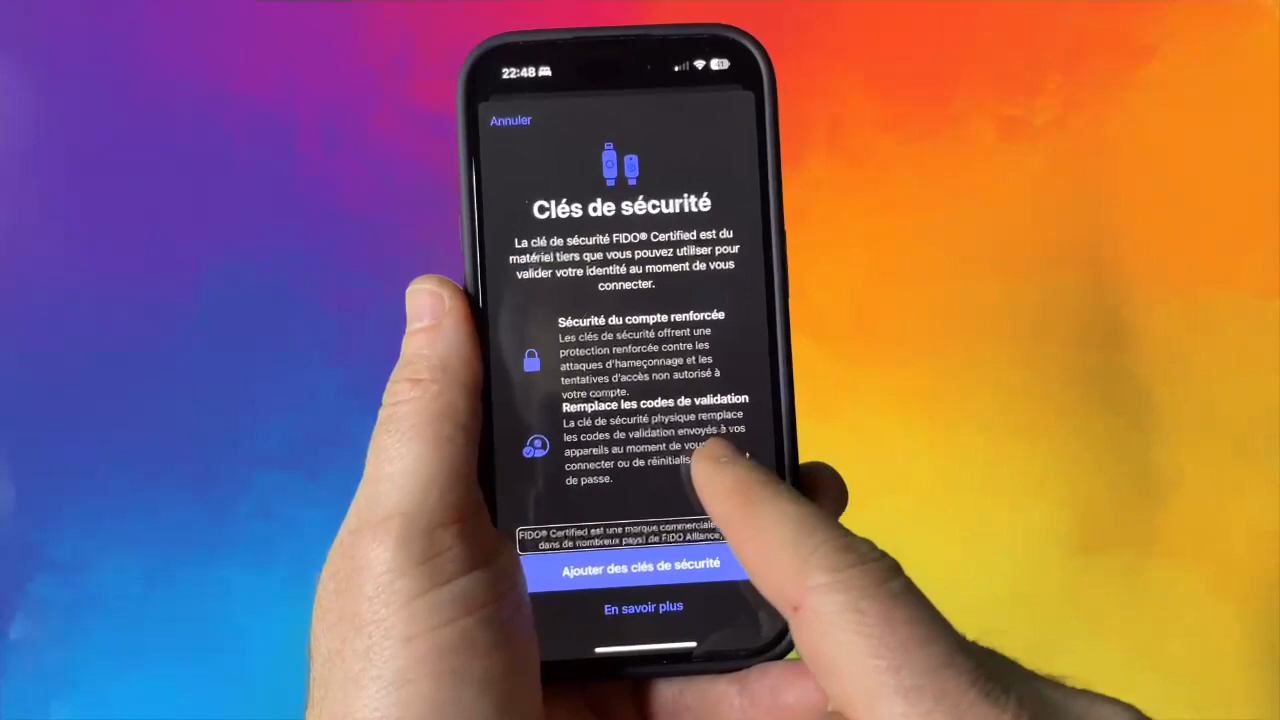 22:48
41
Annuler
Clés de sécurité
La clé de sécurité FIDO® Certified est du
matériel tiers que vous pouvez utiliser pour
valider votre identité au moment de vous
connecter.
Sécurité du compte renforcée
Les clés de sécurité offrent une
protection renforcée contre les
attaques d'hameçonnage et les
tentatives d'accès non autorisé à
votre compte.
Remplace les codes de validation
La clé de sécurité physique remplace
les codes de validation envoyés à vos
appareils au moment de vous
connecter ou de
de passe.
FIDO® Certified est une marque commerciale
dans de nombreux pays) de FIDO Alliance,
Ajouter des clés de sécurité
En savoir plus